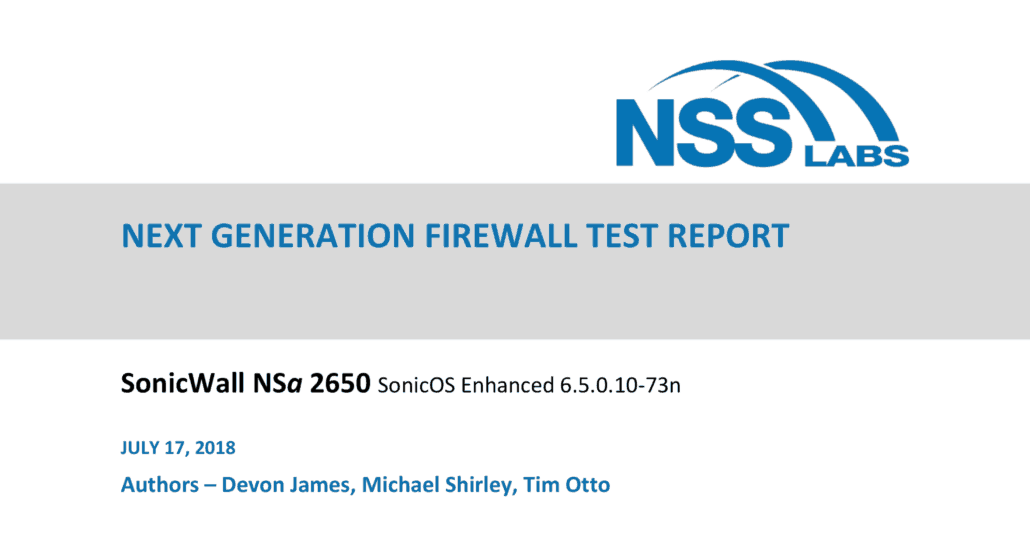 NSS LABS
NEXT GENERATION FIREWALL TEST REPORT
SonicWall NSa 2650 SonicOS Enhanced 6.5.0.10-73n
JULY 17, 2018
Authors – Devon James, Michael Shirley, Tim Otto